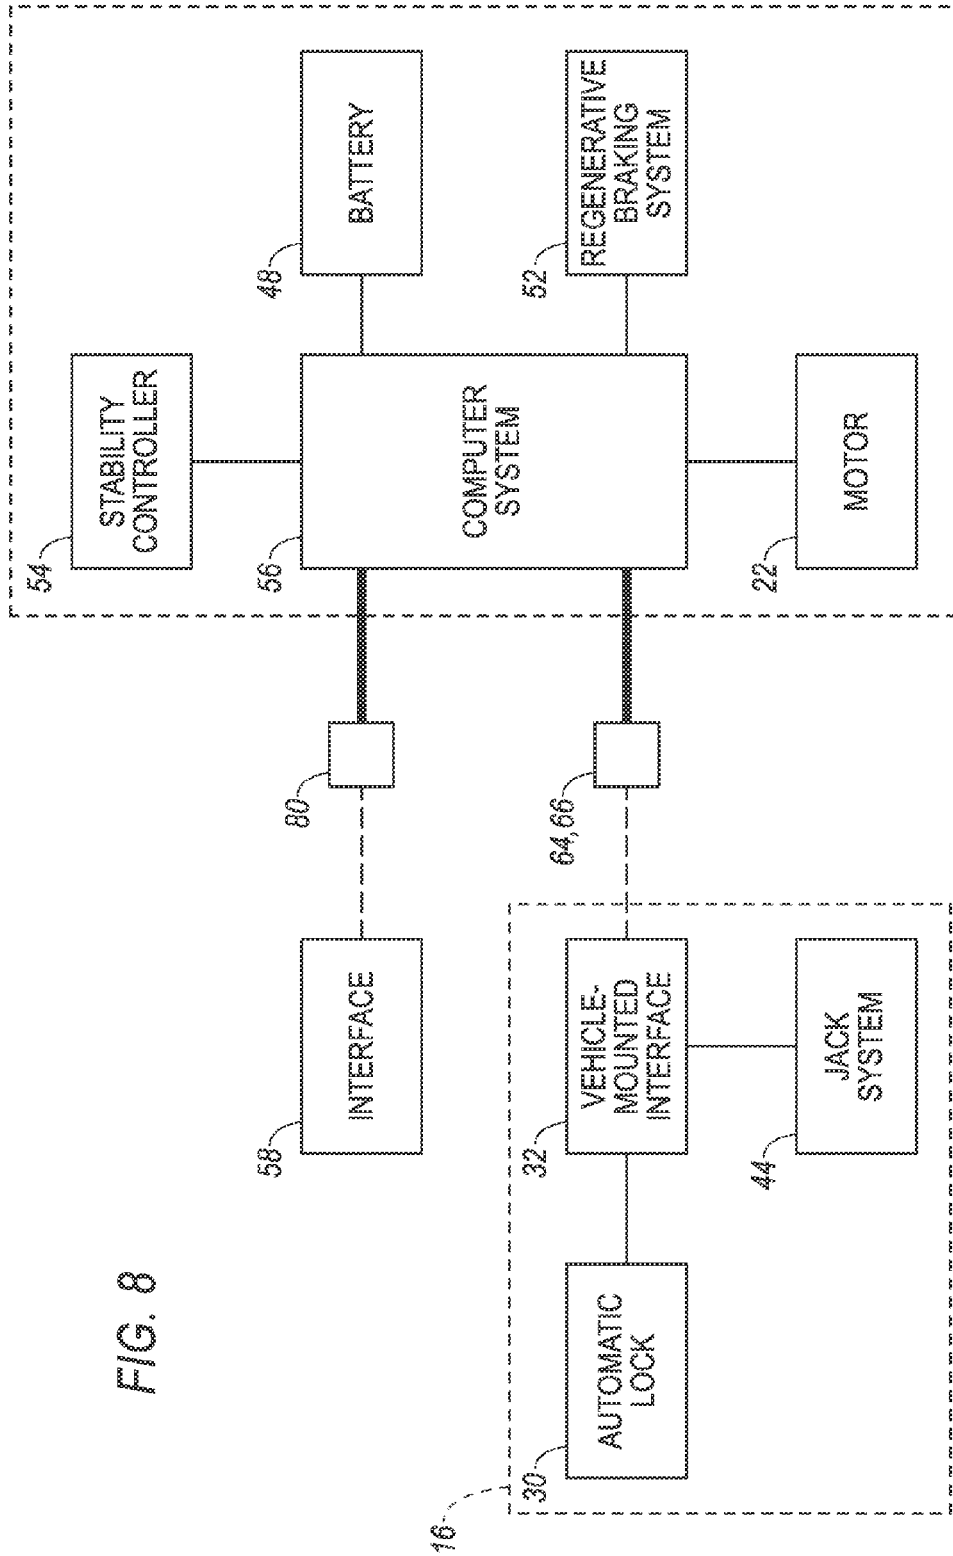 FIG. 8
16
30
AUTOMATIC
LOCK
32
VEHICLE-
MOUNTED
INTERFACE
44
JACK
SYSTEM
58
INTERFACE
80
64,66
54
STABILITY
CONTROLLER
56
COMPUTER
SYSTEM
22
MOTOR
48
BATTERY
52
REGENERATIVE
BRAKING
SYSTEM